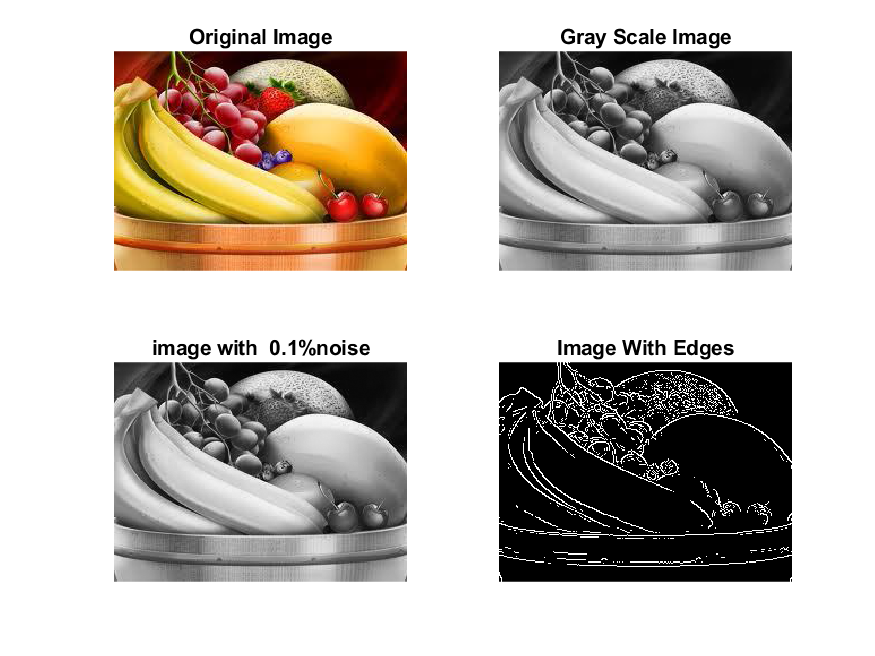 Original Image
Gray Scale Image
image with  0.1%noise
Image With Edges